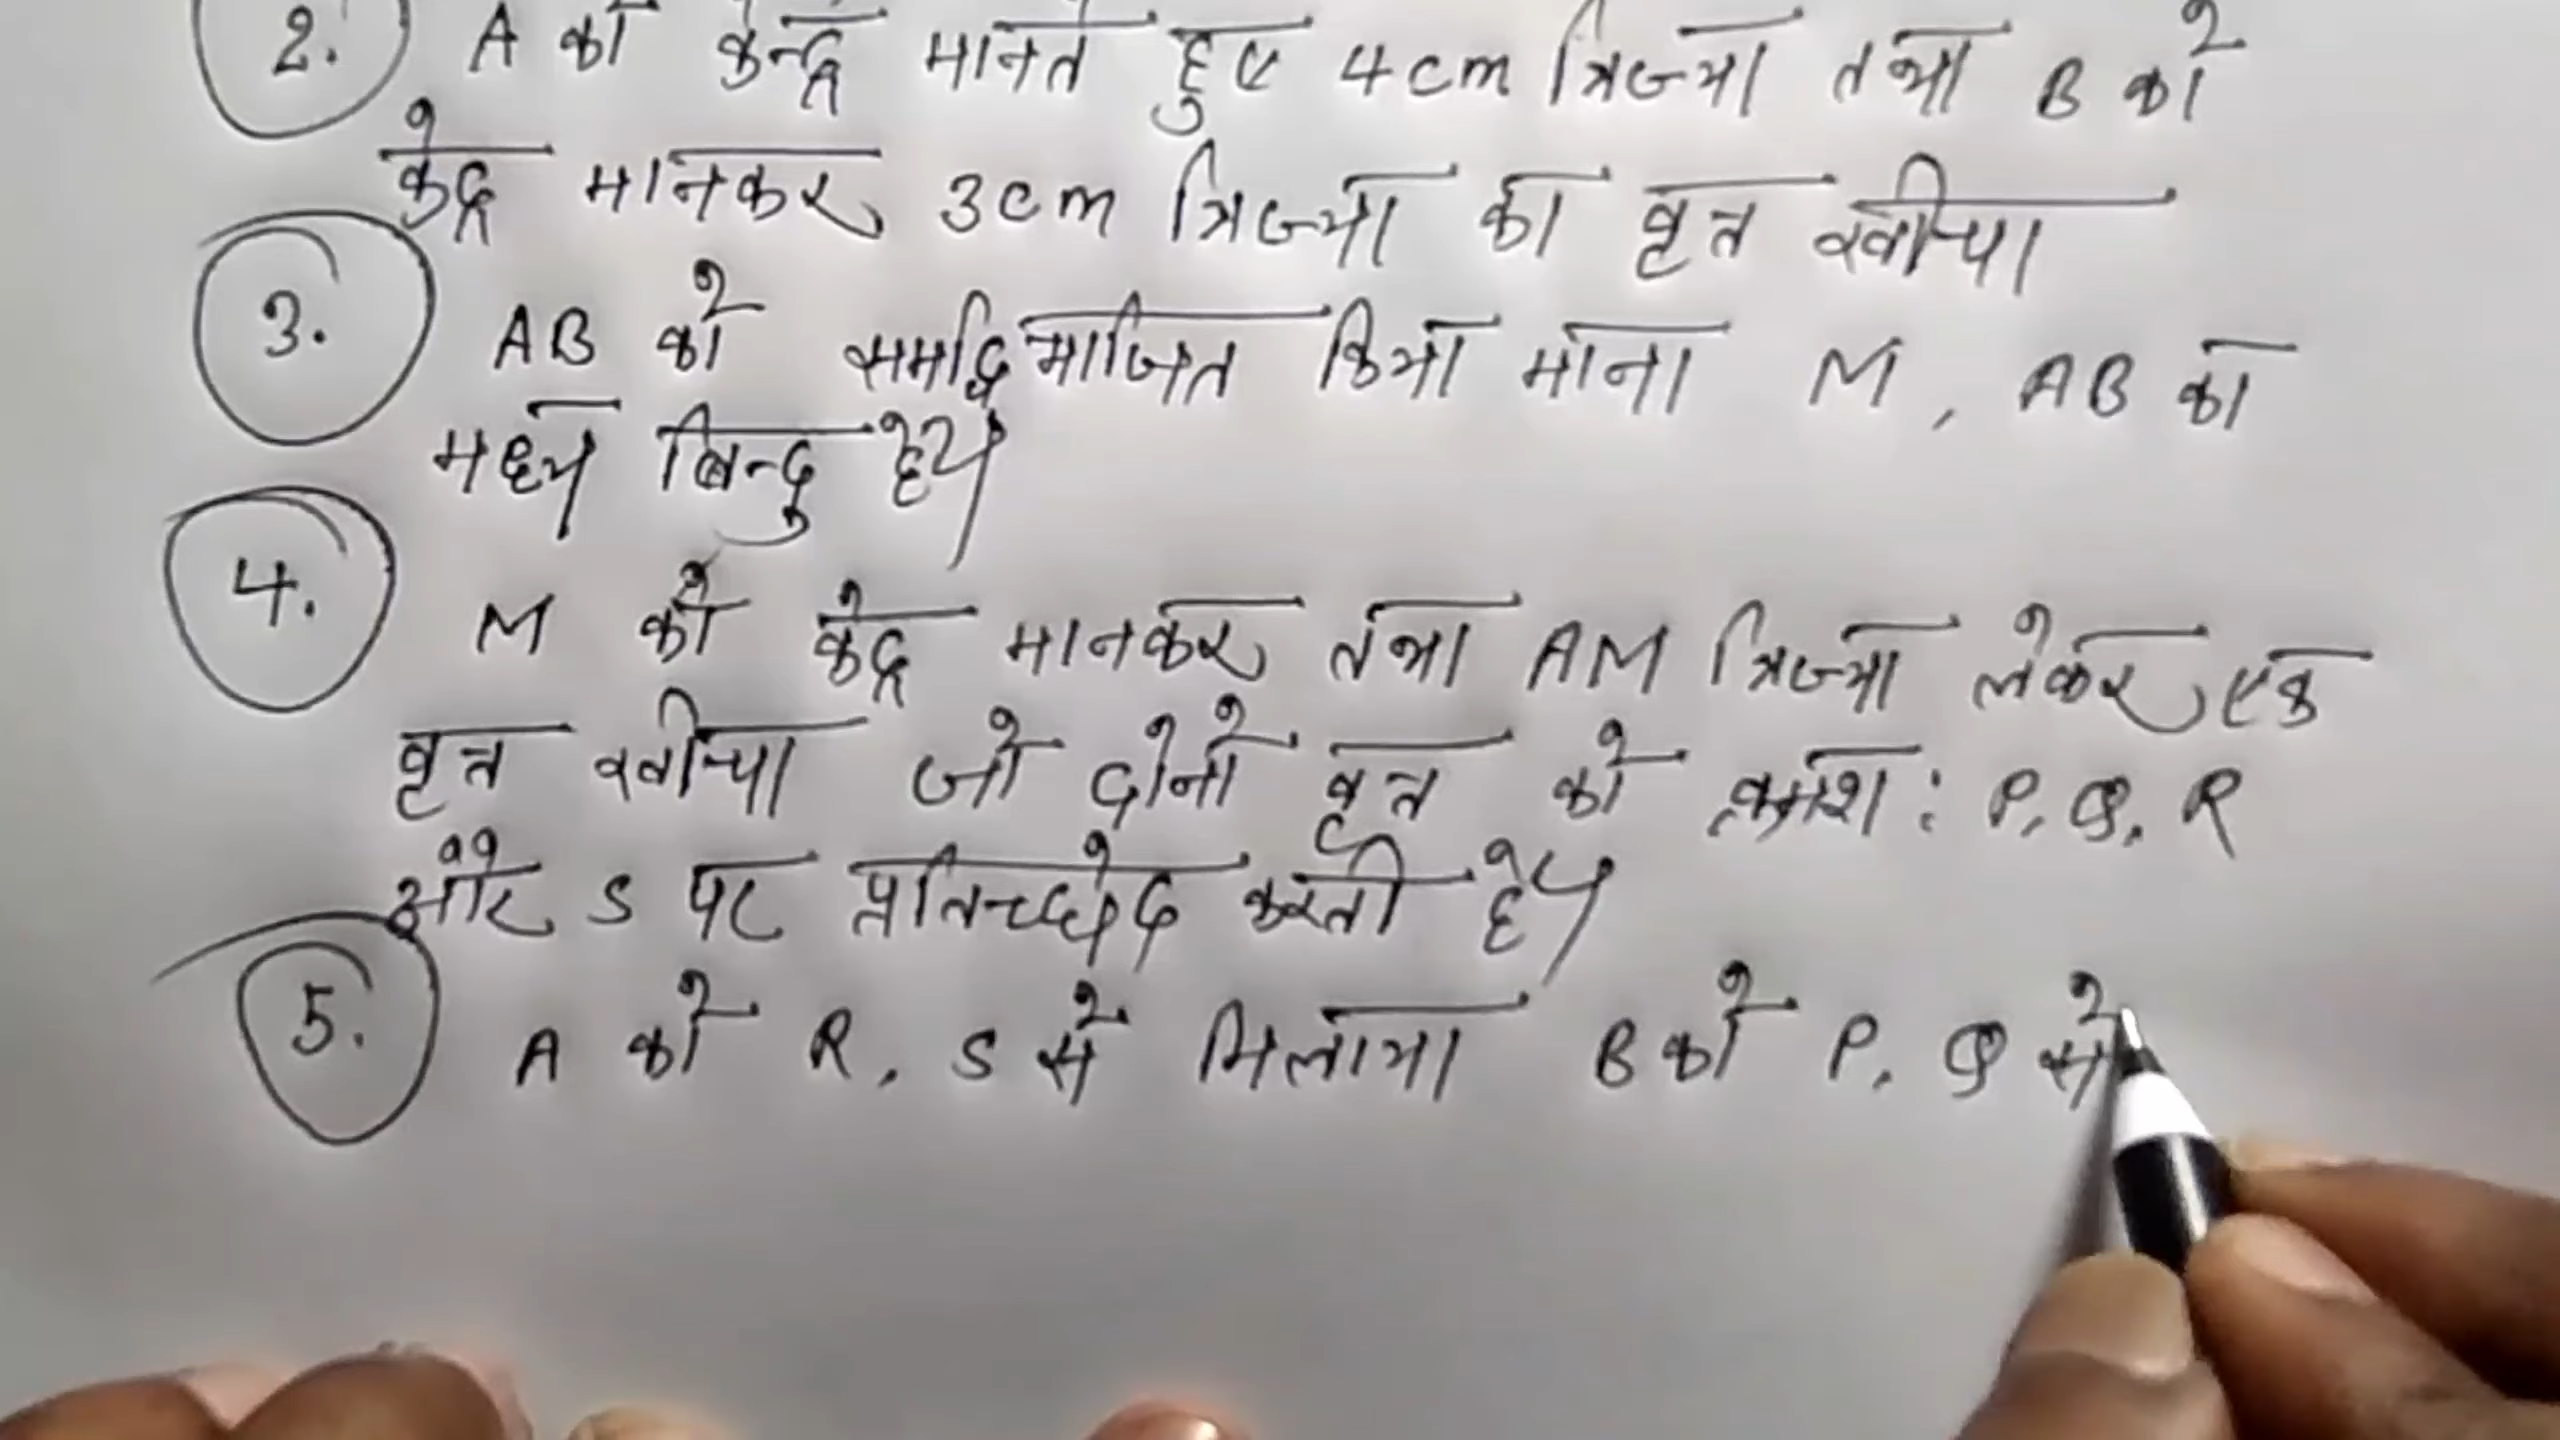 2. A को केन्द्र मानते हुए 4cm त्रिज्या तथा B को
केंद्र मानकर 3cm त्रिज्या का वृत्त खींचा
3. AB को समद्विभाजित किया माना M, AB का
मध्य बिन्दु है।
4. M को केंद्र मानकर तथा AM त्रिज्या लेकर एक
वृत्त खींचा जो दोनों वृत्त को क्रमश: P, Q, R
और S पर प्रतिच्छेद करती है।
5. A को R, S से मिलाया B को P, Q से